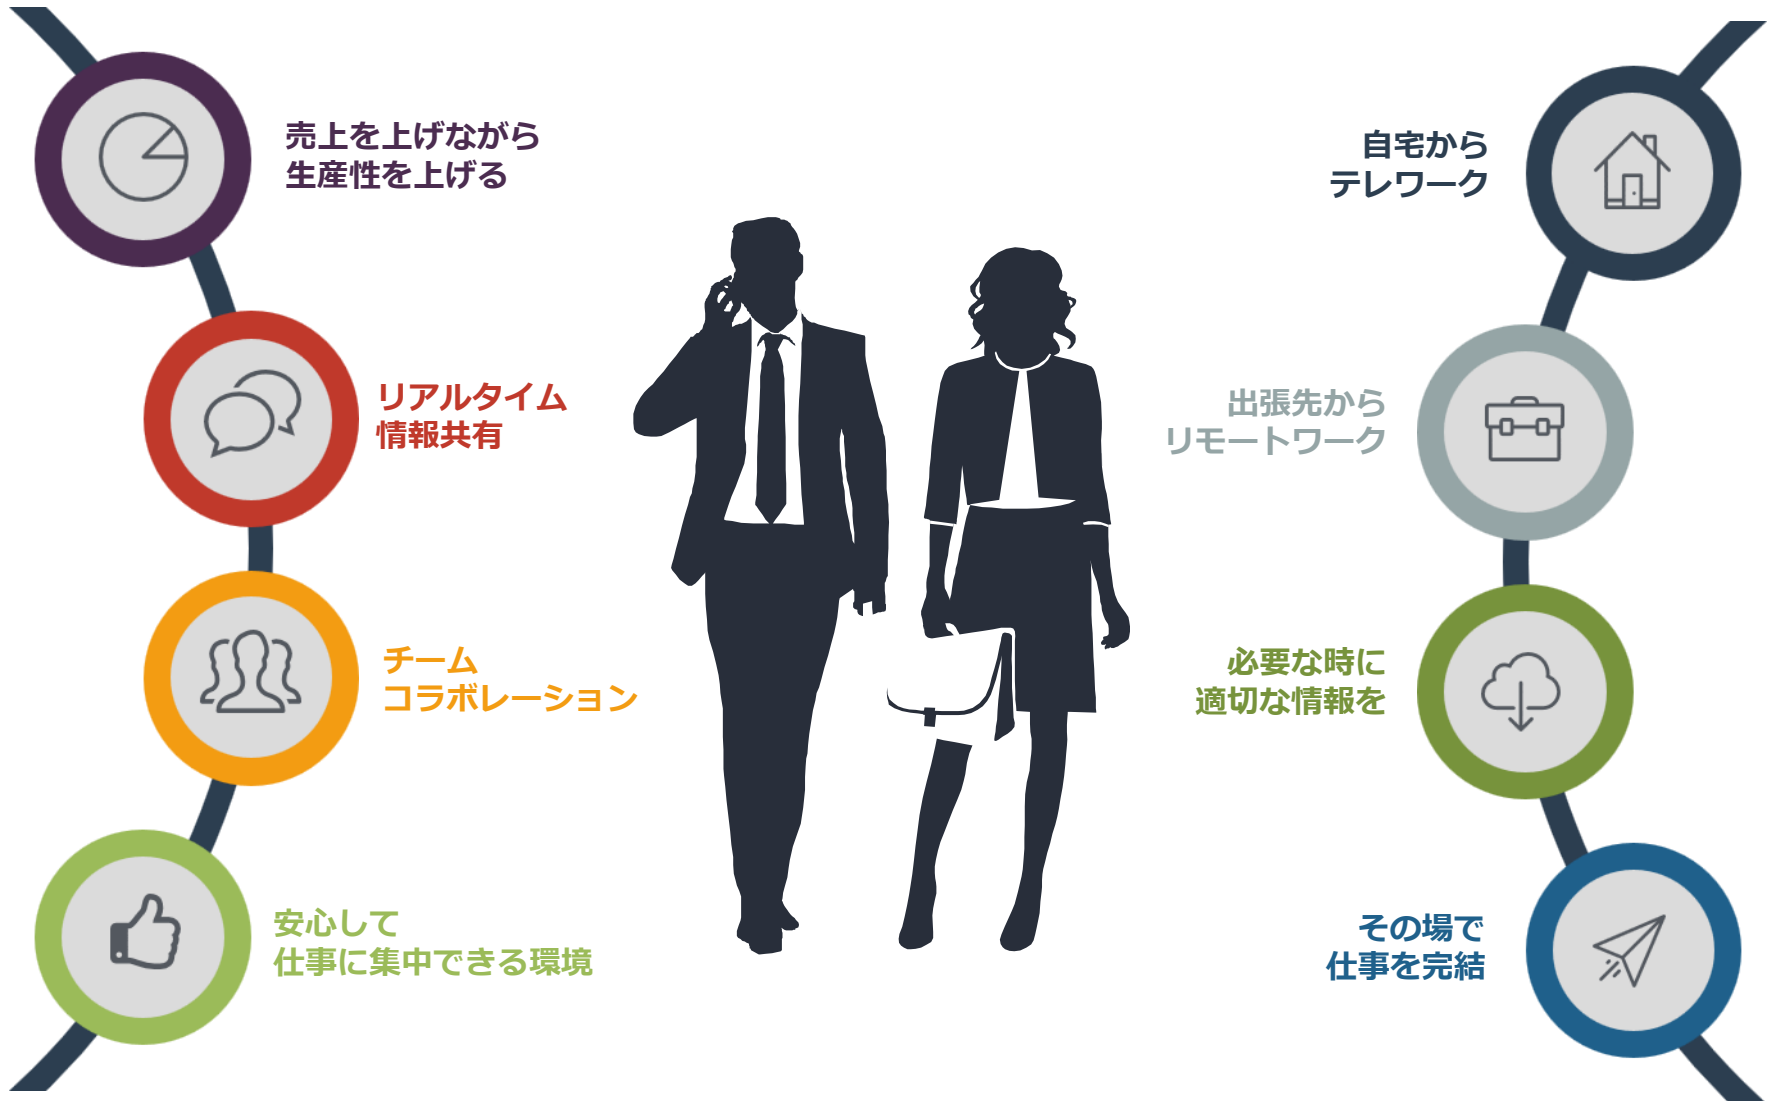 売上を上げながら
生産性を上げる
リアルタイム
情報共有
チーム
コラボレーション
安心して
仕事に集中できる環境
自宅から
テレワーク
出張先から
リモートワーク
必要な時に
適切な情報を
その場で
仕事を完結